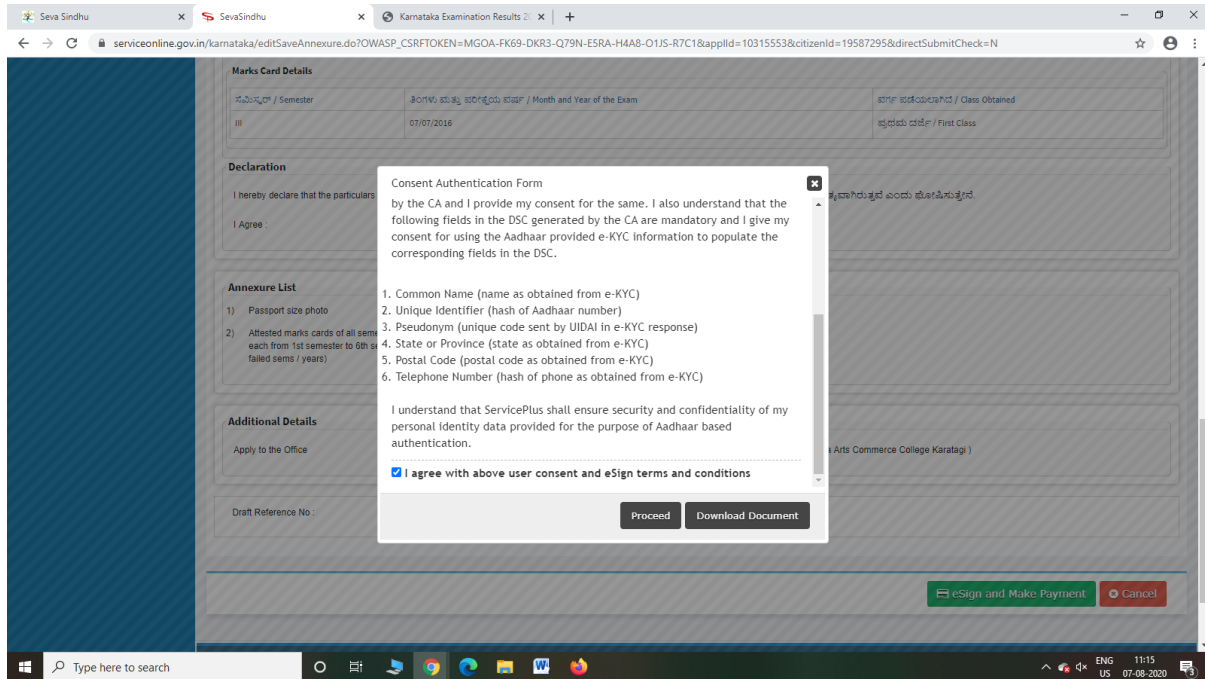 Seva Sindhu
SevaSindhu
Karnataka Examination Results 2
serviceonline.gov.in/karnataka/editSaveAnnexure.do?OWASP_CSRFTOKEN=MGOA-FK69-DKR3-Q79N-E5RA-H4A8-O1JS-R7C1&applId=10315553&citizenId=19587295&directSubmitCheck=N
Marks Card Details
ಸೆಮಿಸ್ಟರ್ / Semester
ತಿಂಗಳು ಮತ್ತು ಪರೀಕ್ಷೆಯ ವರ್ಷ / Month and Year of the Exam
ವರ್ಗ ಪಡೆಯಲಾಗಿದೆ / Class Obtained
III
07/07/2016
ಪ್ರಥಮ ದರ್ಜೆ / First Class
Declaration
I hereby declare that the particulars
ಎಂದು ಘೋಷಿಸುತ್ತೇನೆ.
I Agree :
Consent Authentication Form
by the CA and I provide my consent for the same. I also understand that the
following fields in the DSC generated by the CA are mandatory and I give my
consent for using the Aadhaar provided e-KYC information to populate the
corresponding fields in the DSC.
1. Common Name (name as obtained from e-KYC)
2. Unique Identifier (hash of Aadhaar number)
3. Pseudonym (unique code sent by UIDAI in e-KYC response)
4. State or Province (state as obtained from e-KYC)
5. Postal Code (postal code as obtained from e-KYC)
6. Telephone Number (hash of phone as obtained from e-KYC)
I understand that ServicePlus shall ensure security and confidentiality of my
personal identity data provided for the purpose of Aadhaar based
authentication.
I agree with above user consent and eSign terms and conditions
Proceed
Download Document
Annexure List
1) Passport size photo
2) Attested marks cards of all seme
each from 1st semester to 6th se
failed sems / years)
Additional Details
Apply to the Office
Arts Commerce College Karatagi )
Draft Reference No :
eSign and Make Payment
Cancel
Type here to search
ENG
US
11:15
07-08-2020
3